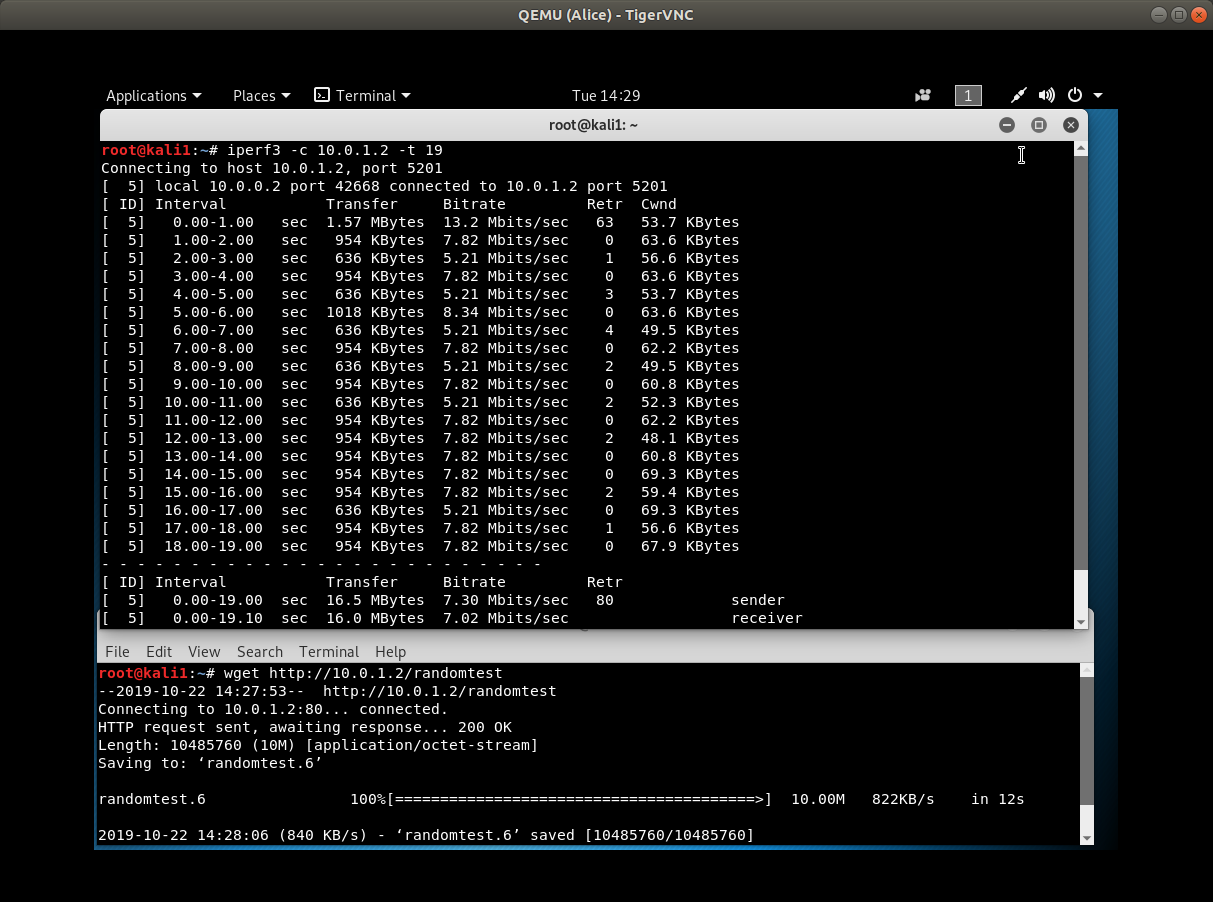 QEMU (Alice) - TigerVNC
Applications Places Terminal Tue 14:29 1
root@kali1: ~
root@kali1:~# iperf3 -c 10.0.1.2 -t 19
Connecting to host 10.0.1.2, port 5201
[  5] local 10.0.0.2 port 42668 connected to 10.0.1.2 port 5201
[ ID] Interval           Transfer     Bitrate         Retr  Cwnd
[  5]   0.00-1.00   sec  1.57 MBytes  13.2 Mbits/sec   63   53.7 KBytes
[  5]   1.00-2.00   sec   954 KBytes  7.82 Mbits/sec    0   63.6 KBytes
[  5]   2.00-3.00   sec   636 KBytes  5.21 Mbits/sec    1   56.6 KBytes
[  5]   3.00-4.00   sec   954 KBytes  7.82 Mbits/sec    0   63.6 KBytes
[  5]   4.00-5.00   sec   636 KBytes  5.21 Mbits/sec    3   53.7 KBytes
[  5]   5.00-6.00   sec  1018 KBytes  8.34 Mbits/sec    0   63.6 KBytes
[  5]   6.00-7.00   sec   636 KBytes  5.21 Mbits/sec    4   49.5 KBytes
[  5]   7.00-8.00   sec   954 KBytes  7.82 Mbits/sec    0   62.2 KBytes
[  5]   8.00-9.00   sec   636 KBytes  5.21 Mbits/sec    2   49.5 KBytes
[  5]   9.00-10.00  sec   954 KBytes  7.82 Mbits/sec    0   60.8 KBytes
[  5]  10.00-11.00  sec   636 KBytes  5.21 Mbits/sec    2   52.3 KBytes
[  5]  11.00-12.00  sec   954 KBytes  7.82 Mbits/sec    0   62.2 KBytes
[  5]  12.00-13.00  sec   954 KBytes  7.82 Mbits/sec    2   48.1 KBytes
[  5]  13.00-14.00  sec   954 KBytes  7.82 Mbits/sec    0   60.8 KBytes
[  5]  14.00-15.00  sec   954 KBytes  7.82 Mbits/sec    0   69.3 KBytes
[  5]  15.00-16.00  sec   954 KBytes  7.82 Mbits/sec    2   59.4 KBytes
[  5]  16.00-17.00  sec   636 KBytes  5.21 Mbits/sec    0   69.3 KBytes
[  5]  17.00-18.00  sec   954 KBytes  7.82 Mbits/sec    1   56.6 KBytes
[  5]  18.00-19.00  sec   954 KBytes  7.82 Mbits/sec    0   67.9 KBytes
- - - - - - - - - - - - - - - - - - - - - - - - -
[ ID] Interval           Transfer     Bitrate         Retr
[  5]   0.00-19.00  sec  16.5 MBytes  7.30 Mbits/sec   80             sender
[  5]   0.00-19.10  sec  16.0 MBytes  7.02 Mbits/sec                  receiver
File Edit View Search Terminal Help
root@kali1:~# wget http://10.0.1.2/randomtest
--2019-10-22 14:27:53--  http://10.0.1.2/randomtest
Connecting to 10.0.1.2:80... connected.
HTTP request sent, awaiting response... 200 OK
Length: 10485760 (10M) [application/octet-stream]
Saving to: ‘randomtest.6’
randomtest.6                100%[========================================>]  10.00M   822KB/s    in 12s
2019-10-22 14:28:06 (840 KB/s) - ‘randomtest.6’ saved [10485760/10485760]